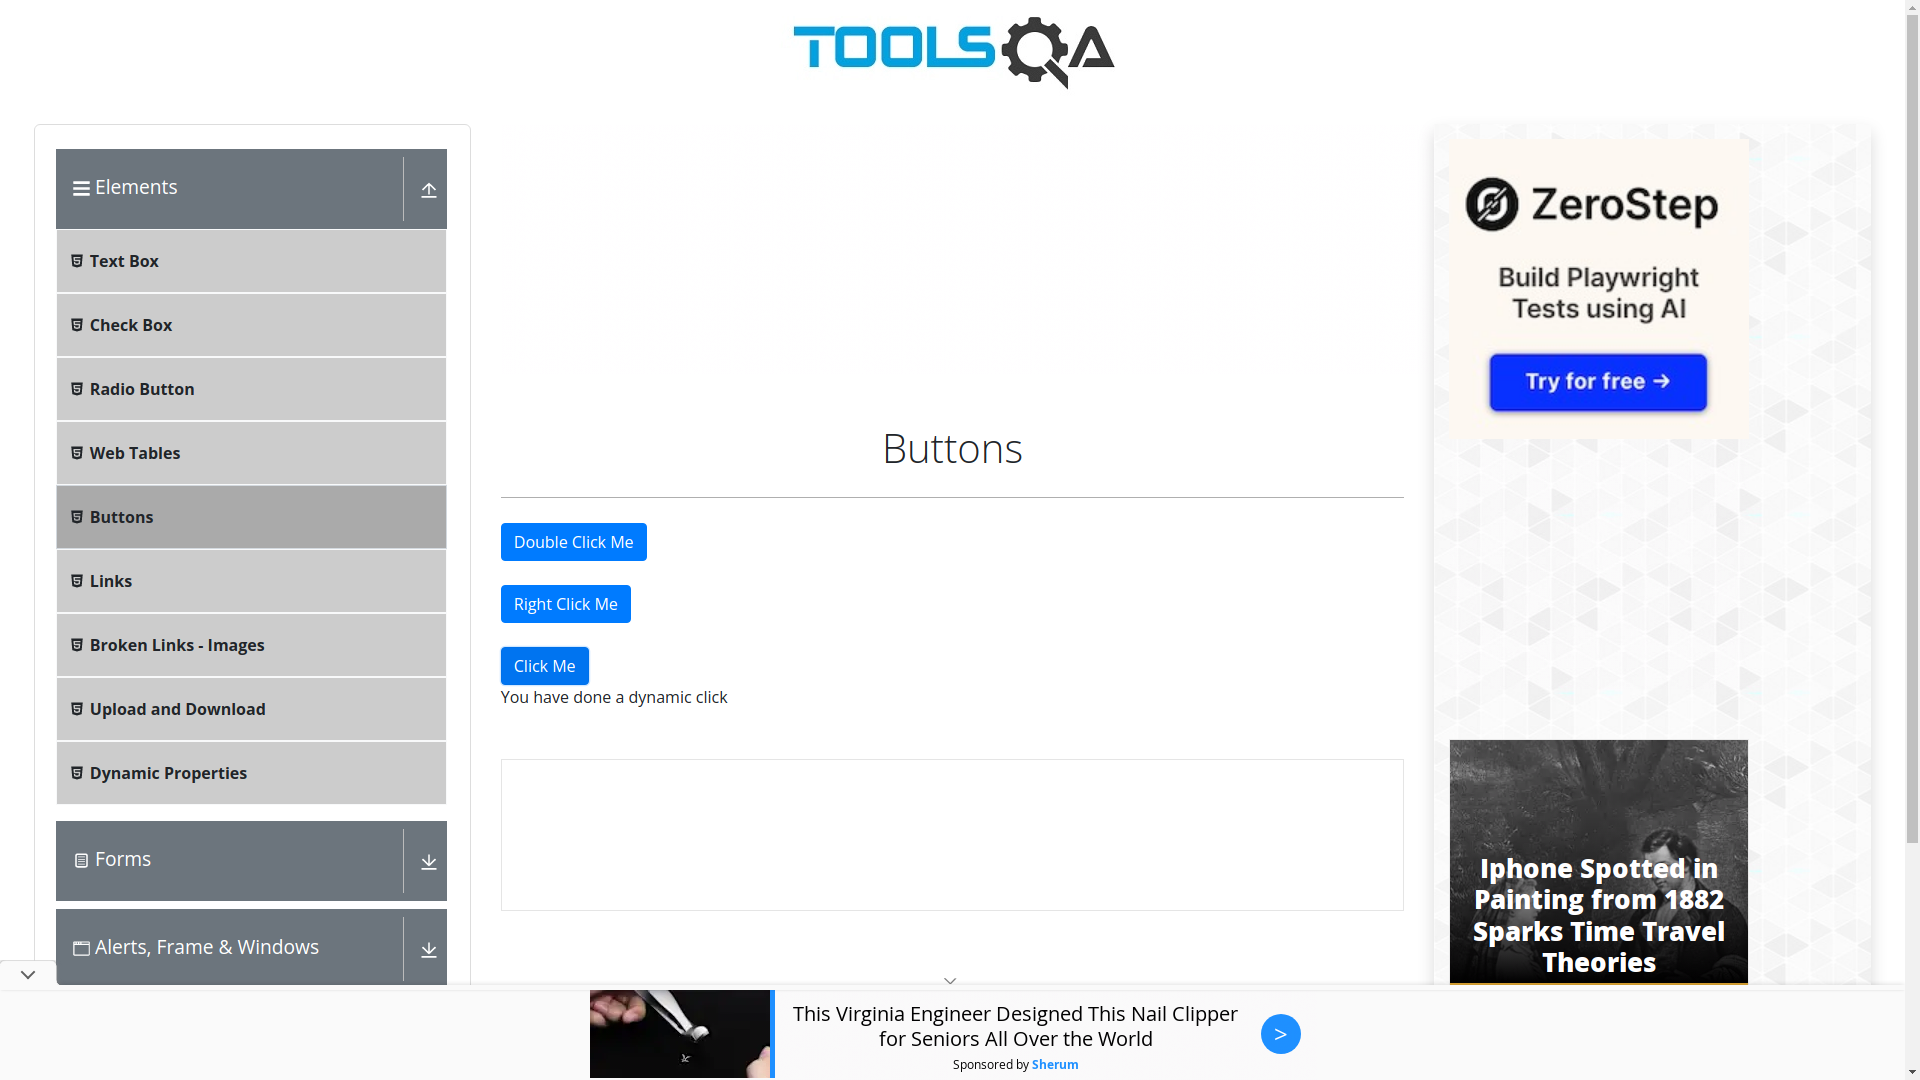 TOOLSQA
Elements
Text Box
Check Box
Radio Button
Web Tables
Buttons
Links
Broken Links - Images
Upload and Download
Dynamic Properties
Forms
Alerts, Frame & Windows
Buttons
Double Click Me
Right Click Me
Click Me
You have done a dynamic click
ZeroStep
Build Playwright
Tests using AI
Try for free →
Iphone Spotted in
Painting from 1882
Sparks Time Travel
Theories
This Virginia Engineer Designed This Nail Clipper
for Seniors All Over the World
Sponsored by Sherum
>